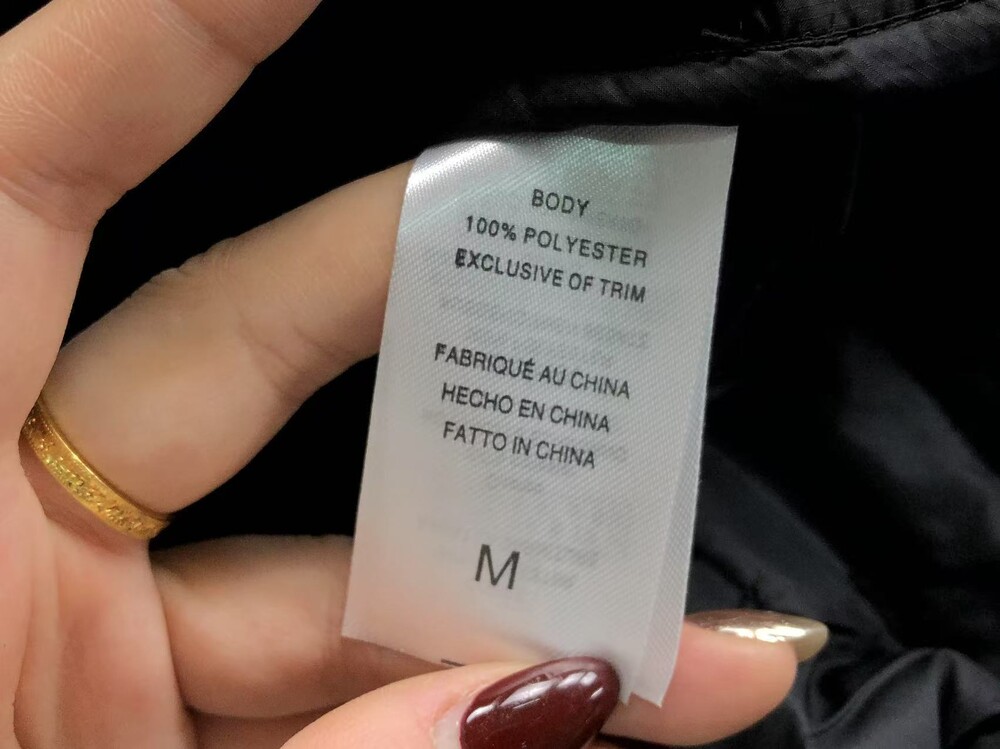 BODY
100% POLYESTER
EXCLUSIVE OF TRIM
FABRIQUÉ AU CHINA
HECHO EN CHINA
FATTO IN CHINA
M